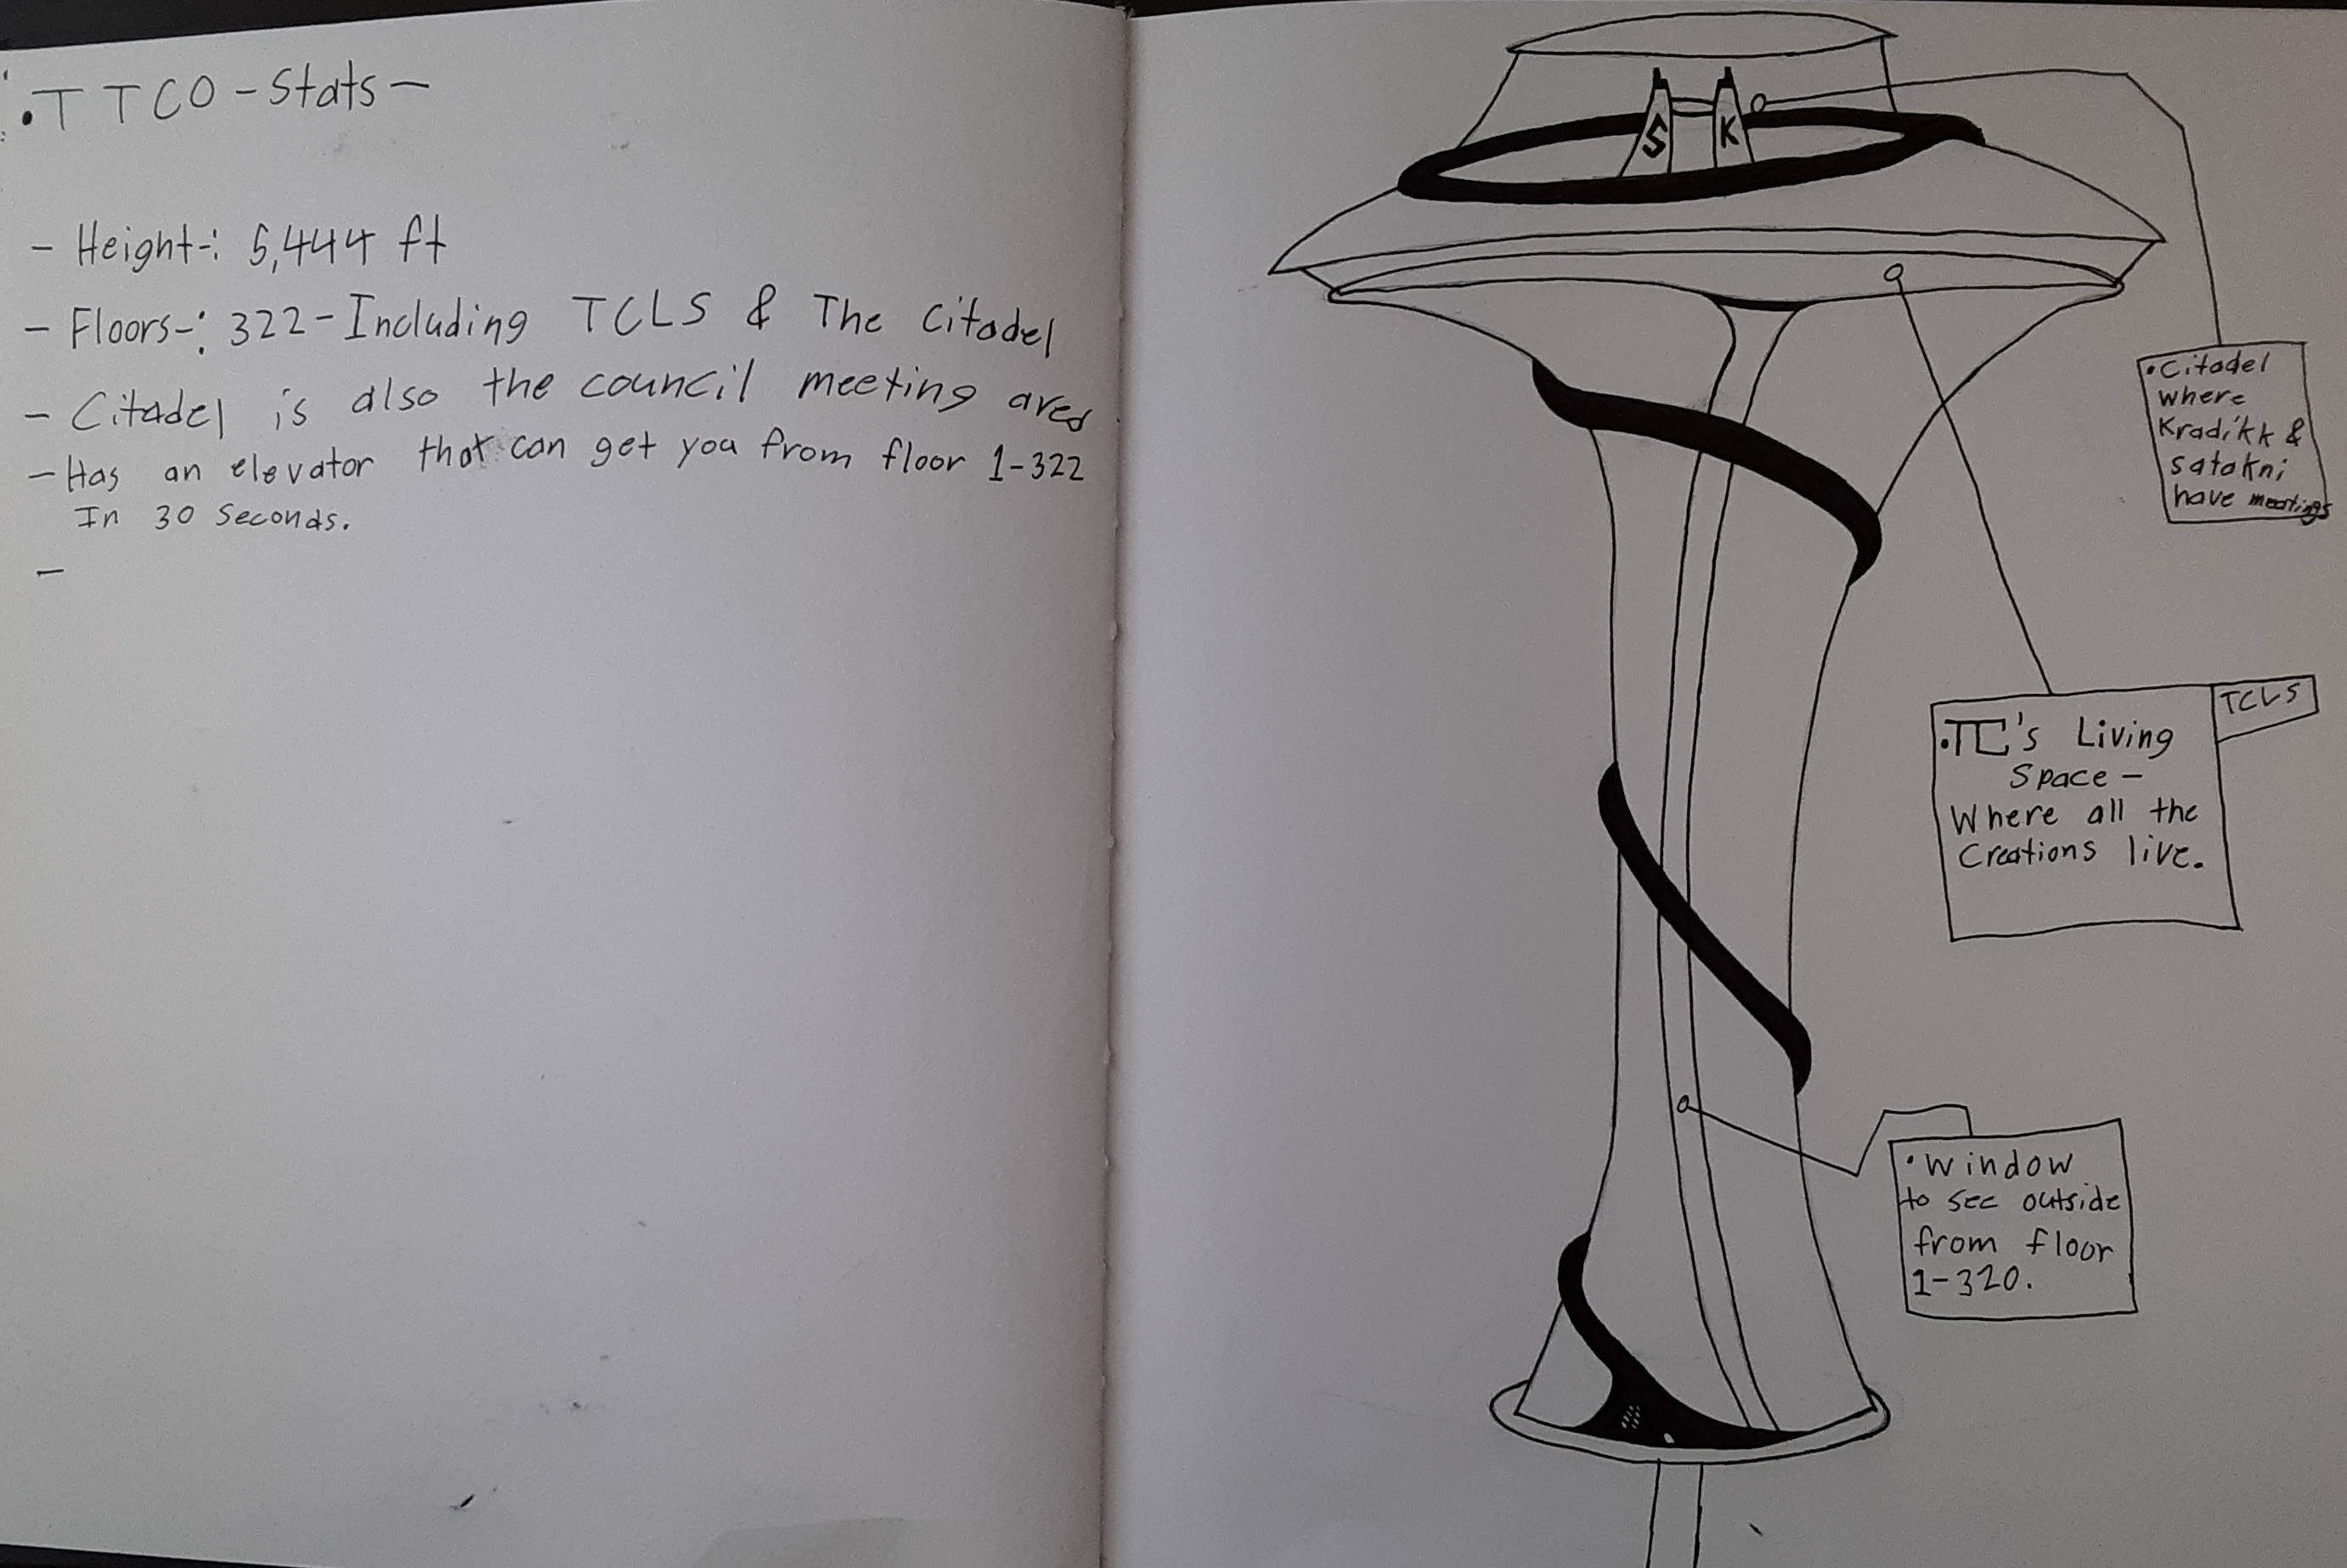 .TTCO - Stats -
- Height-: 5,444 ft
- Floors-: 322 - Including TCLS & The Citadel
- Citadel is also the council meeting area
- Has an elevator that can get you from floor 1-322
In 30 Seconds.
-
S K
• Citadel
where
Kradikk &
satakni
have meetings
TCLS
•TC's Living
Space -
Where all the
Creations live.
• Window
to see outside
from floor
1-320.